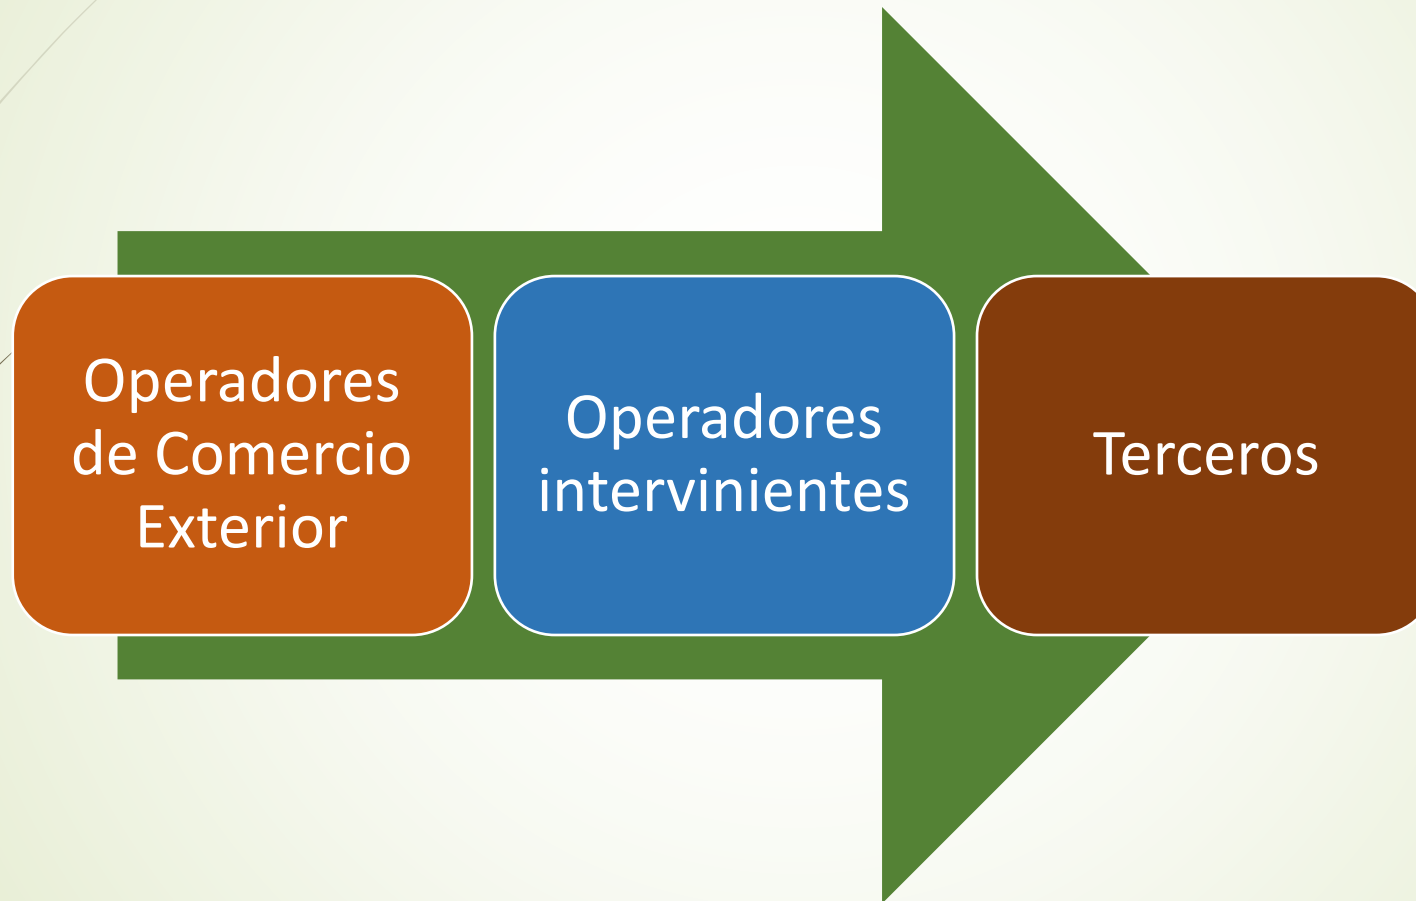 Operadores
de Comercio
Exterior
Operadores
intervinientes
Terceros